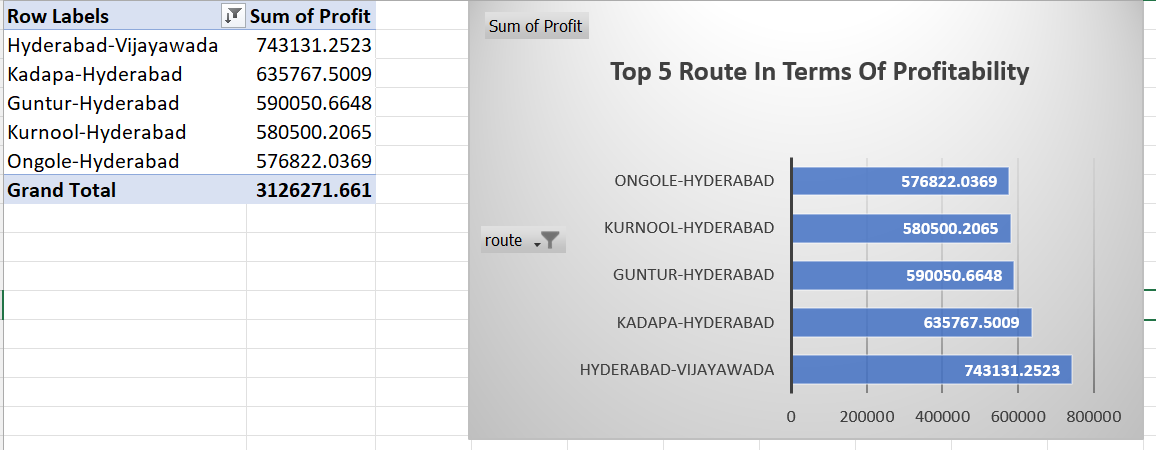 Row Labels Sum of Profit
Hyderabad-Vijayawada 743131.2523
Kadapa-Hyderabad 635767.5009
Guntur-Hyderabad 590050.6648
Kurnool-Hyderabad 580500.2065
Ongole-Hyderabad 576822.0369
Grand Total 3126271.661
Sum of Profit
Top 5 Route In Terms Of Profitability
route
ONGOLE-HYDERABAD 576822.0369
KURNOOL-HYDERABAD 580500.2065
GUNTUR-HYDERABAD 590050.6648
KADAPA-HYDERABAD 635767.5009
HYDERABAD-VIJAYAWADA 743131.2523
0 200000 400000 600000 800000